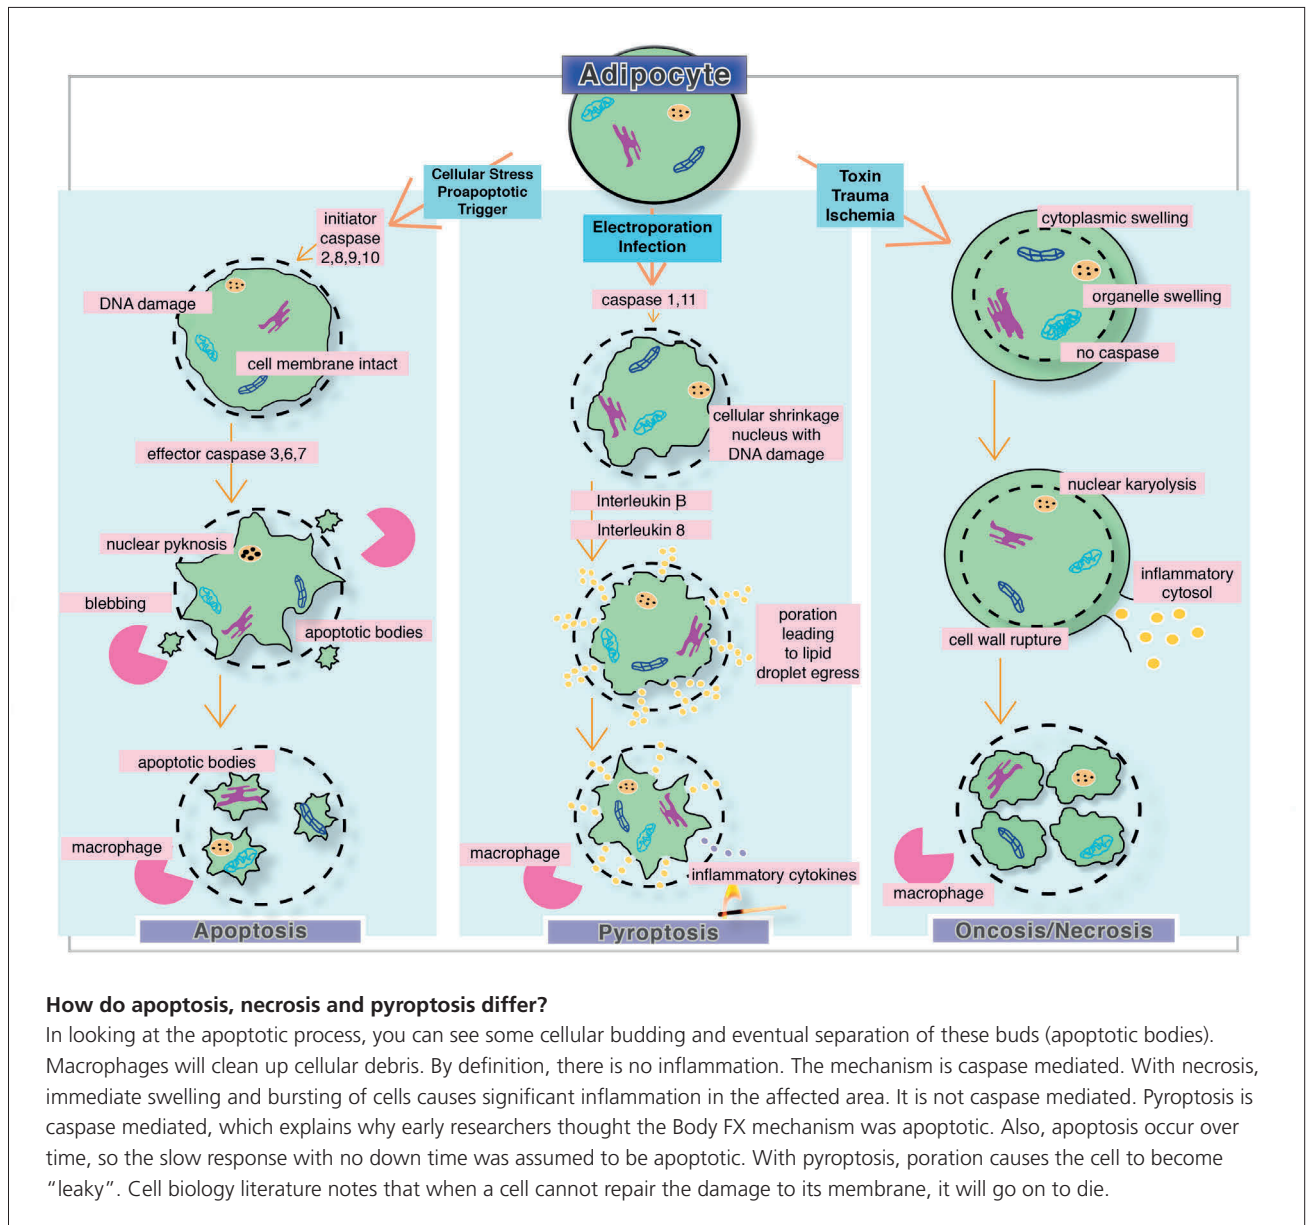 Adipocyte
Cellular Stress
Proapoptotic
Trigger
Electroporation
Infection
Toxin
Trauma
Ischemia
initiator
caspase
2,8,9,10
DNA damage
cell membrane intact
effector caspase 3,6,7
nuclear pyknosis
blebbing
apoptotic bodies
apoptotic bodies
macrophage
Apoptosis
caspase 1,11
cellular shrinkage
nucleus with
DNA damage
Interleukin β
Interleukin 8
poration
leading
to lipid
droplet egress
macrophage
inflammatory cytokines
Pyroptosis
cytoplasmic swelling
organelle swelling
no caspase
nuclear karyolysis
inflammatory
cytosol
cell wall rupture
macrophage
Oncosis/Necrosis
How do apoptosis, necrosis and pyroptosis differ?
In looking at the apoptotic process, you can see some cellular budding and eventual separation of these buds (apoptotic bodies).
Macrophages will clean up cellular debris. By definition, there is no inflammation. The mechanism is caspase mediated. With necrosis,
immediate swelling and bursting of cells causes significant inflammation in the affected area. It is not caspase mediated. Pyroptosis is
caspase mediated, which explains why early researchers thought the Body FX mechanism was apoptotic. Also, apoptosis occur over
time, so the slow response with no down time was assumed to be apoptotic. With pyroptosis, poration causes the cell to become
“leaky”. Cell biology literature notes that when a cell cannot repair the damage to its membrane, it will go on to die.